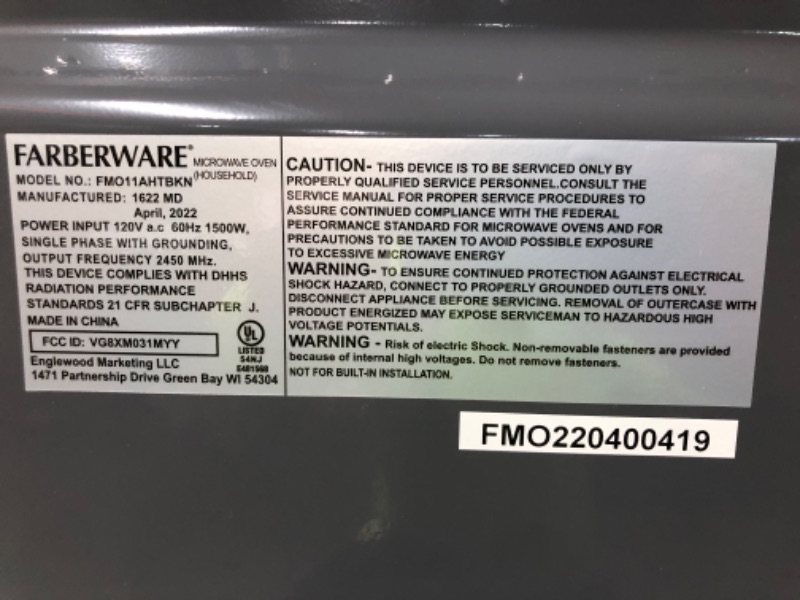 FARBERWARE® MICROWAVE OVEN
(HOUSEHOLD)
MODEL NO.: FMO11AHTBKN
MANUFACTURED: 1622 MD
April, 2022
POWER INPUT 120V a.c 60Hz 1500W,
SINGLE PHASE WITH GROUNDING,
OUTPUT FREQUENCY 2450 MHz.
THIS DEVICE COMPLIES WITH DHHS
RADIATION PERFORMANCE
STANDARDS 21 CFR SUBCHAPTER J.
MADE IN CHINA
FCC ID: VG8XM031MYY
UL
LISTED
54NJ
E481568
Englewood Marketing LLC
1471 Partnership Drive Green Bay WI 54304
CAUTION- THIS DEVICE IS TO BE SERVICED ONLY BY
PROPERLY QUALIFIED SERVICE PERSONNEL.CONSULT THE
SERVICE MANUAL FOR PROPER SERVICE PROCEDURES TO
ASSURE CONTINUED COMPLIANCE WITH THE FEDERAL
PERFORMANCE STANDARD FOR MICROWAVE OVENS AND FOR
PRECAUTIONS TO BE TAKEN TO AVOID POSSIBLE EXPOSURE
TO EXCESSIVE MICROWAVE ENERGY
WARNING- TO ENSURE CONTINUED PROTECTION AGAINST ELECTRICAL
SHOCK HAZARD, CONNECT TO PROPERLY GROUNDED OUTLETS ONLY.
DISCONNECT APPLIANCE BEFORE SERVICING. REMOVAL OF OUTERCASE WITH
PRODUCT ENERGIZED MAY EXPOSE SERVICEMAN TO HAZARDOUS HIGH
VOLTAGE POTENTIALS.
WARNING - Risk of electric Shock. Non-removable fasteners are provided
because of internal high voltages. Do not remove fasteners.
NOT FOR BUILT-IN INSTALLATION.
FMO220400419